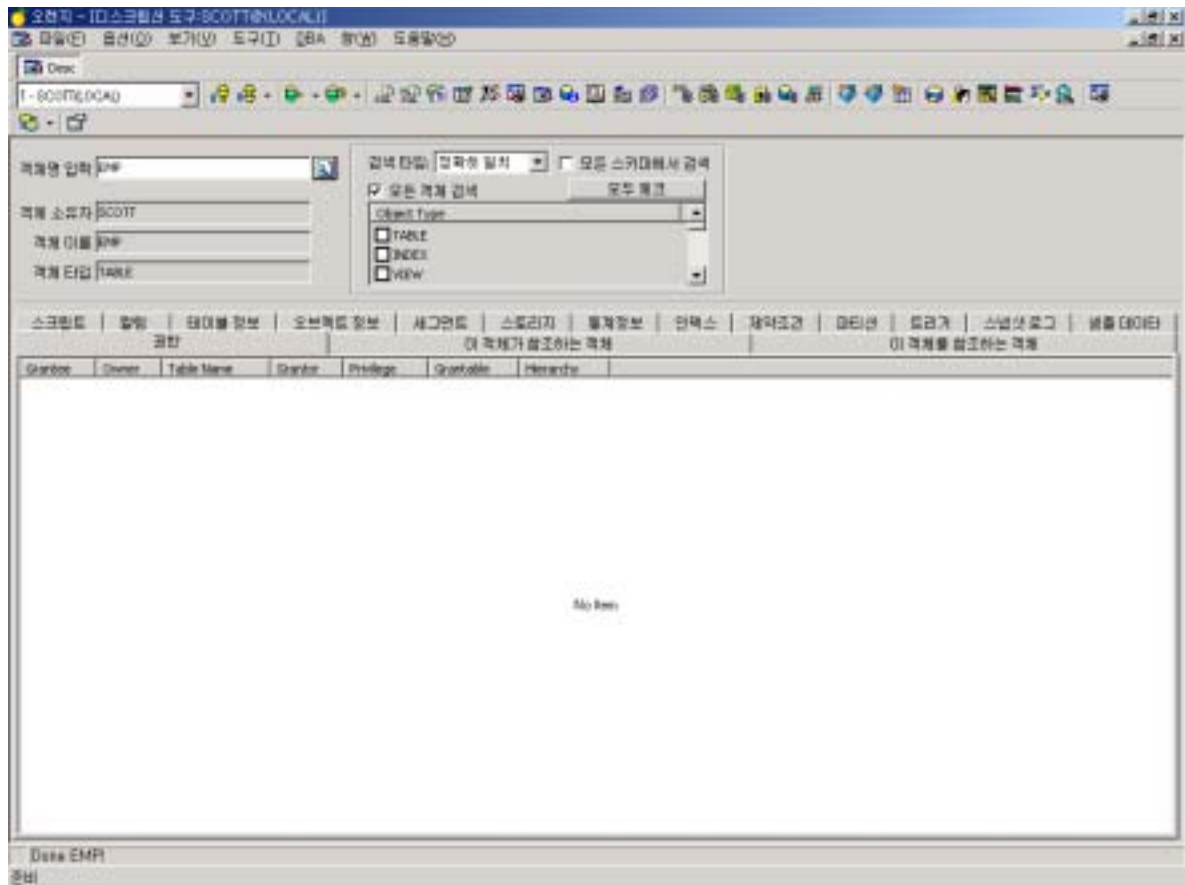 오렌지 - [디스크립션 도구:SCOTT@(LOCAL)]
파일(F) 옵션(O) 보기(V) 도구(T) DBA 창(W) 도움말(H)
Desc
1 - SCOTT(LOCAL)
객체명 입력 EMP
검색 타입: 정확히 일치 모든 스키마에서 검색
모든 객체 검색 모두 체크
객체 소유자 SCOTT
객체 이름 EMP
객체 타입 TABLE
Object Type
TABLE
INDEX
VIEW
스크립트 컬럼 테이블 정보 오브젝트 정보 세그먼트 스토리지 통계정보 인덱스 제약조건 파티션 트리거 스냅샷 로그 샘플 데이터
권한 이 객체가 참조하는 객체 이 객체를 참조하는 객체
Grantee Owner Table Name Grantor Privilege Grantable Hierarchy
No Item
Done EMP!
준비